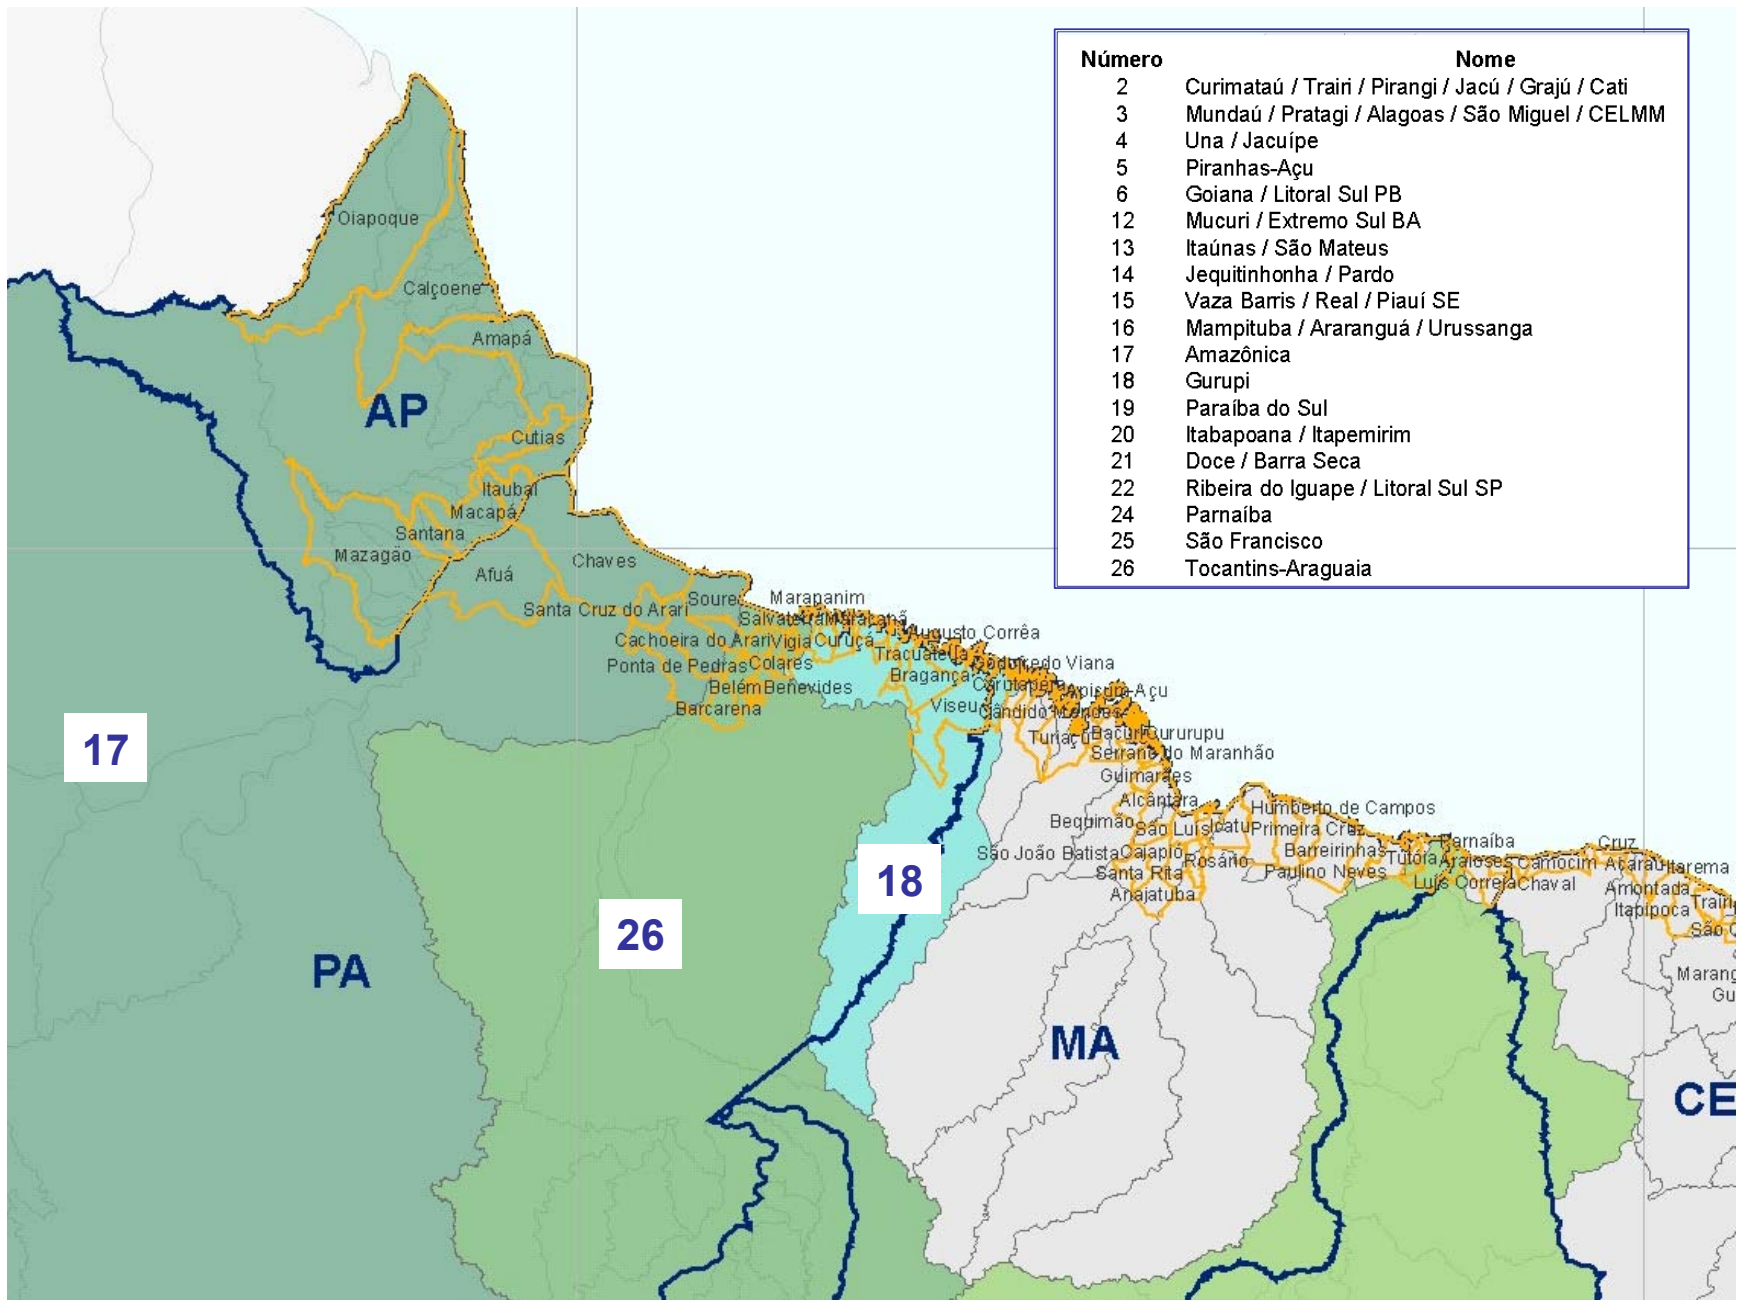 Número Nome
2 Curimataú / Trairi / Pirangi / Jacú / Grajú / Cati
3 Mundaú / Pratagi / Alagoas / São Miguel / CELMM
4 Una / Jacuípe
5 Piranhas-Açu
6 Goiana / Litoral Sul PB
12 Mucuri / Extremo Sul BA
13 Itaúnas / São Mateus
14 Jequitinhonha / Pardo
15 Vaza Barris / Real / Piauí SE
16 Mampituba / Araranguá / Urussanga
17 Amazônica
18 Gurupi
19 Paraíba do Sul
20 Itabapoana / Itapemirim
21 Doce / Barra Seca
22 Ribeira do Iguape / Litoral Sul SP
24 Parnaíba
25 São Francisco
26 Tocantins-Araguaia
Oiapoque
Calçoene
Amapá
AP
Cutias
Itaubal
Macapá
Santana
Mazagão
Chaves
Afuá
Santa Cruz do Arari
Soure
Marapanim
Salvaterra
Maracanã
Cachoeira do Arari
Vigia
Curuçá
Augusto Corrêa
Tracuateua
Ponta de Pedras
Colares
Bragança
Godofredo Viana
Belém
Benevides
Carutapera
Apicum-Açu
Barcarena
Viseu
Cândido Mendes
Turiaçu
Bacuri
Cururupu
Serrano do Maranhão
Guimarães
Alcântara
Humberto de Campos
Bequimão
São Luís
Icatu
Primeira Cruz
São João Batista
Cajapió
Rosário
Barreirinhas
Tutóia
Parnaíba
Araioses
Camocim
Cruz
Acaraú
Itarema
Santa Rita
Paulino Neves
Luís Correia
Chaval
Amontada
Anajatuba
Itapipoca
Trairi
São G
Marang
Gu
17
18
26
PA
MA
CE